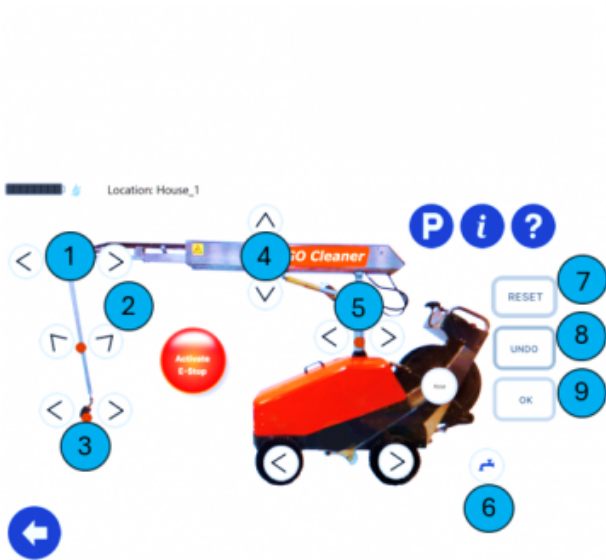 Location: House_1
P i ?
1
4
GO Cleaner
2
5
7
RESET
Activate
E-Stop
8
UNDO
9
OK
3
6